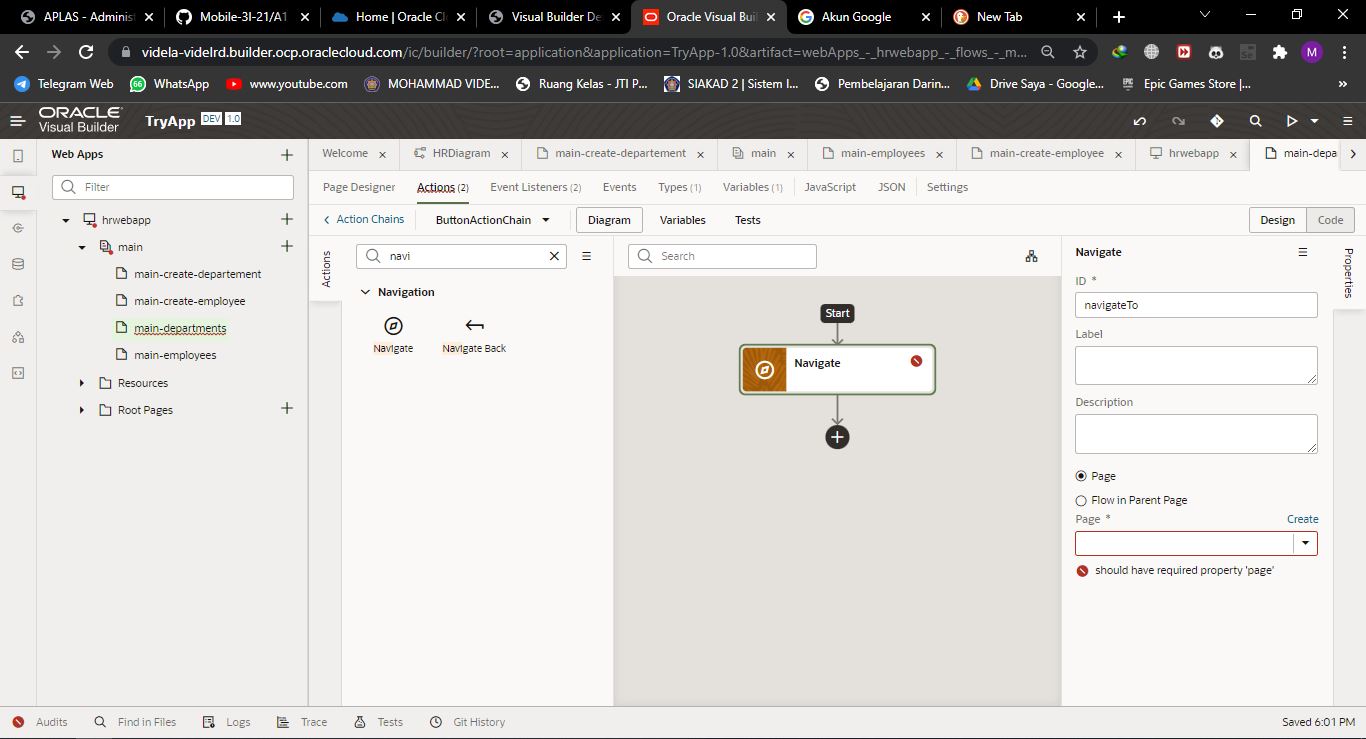 APLAS - Adminis
Mobile-3I-21/A1
Home | Oracle Cl
Visual Builder De
Oracle Visual Buil
Akun Google
New Tab
videla-videlrd.builder.ocp.oraclecloud.com/ic/builder/?root=application&application=TryApp-1.0&artifact=webApps_-_hrwebapp_-_flows_-_m...
M
Telegram Web
66
WhatsApp
www.youtube.com
MOHAMMAD VIDE...
Ruang Kelas - JTI P...
SIAKAD 2 | Sistem I...
Pembelajaran Darin...
Drive Saya - Google...
Epic Games Store |...
ORACLE
Visual Builder
TryApp DEV 1.0
Web Apps
Filter
hrwebapp
main
main-create-departement
main-create-employee
main-departments
main-employees
Resources
Root Pages
Welcome
HRDiagram
main-create-departement
main
main-employees
main-create-employee
hrwebapp
main-depa
Page Designer
Actions (2)
Event Listeners (2)
Events
Types (1)
Variables (1)
JavaScript
JSON
Settings
Action Chains
ButtonActionChain
Diagram
Variables
Tests
Design
Code
Actions
navi
Navigation
Navigate
Navigate Back
Search
Start
Navigate
Navigate
ID *
navigateTo
Label
Description
Page
Flow in Parent Page
Page *
Create
should have required property 'page'
Properties
Audits
Find in Files
Logs
Trace
Tests
Git History
Saved 6:01 PM